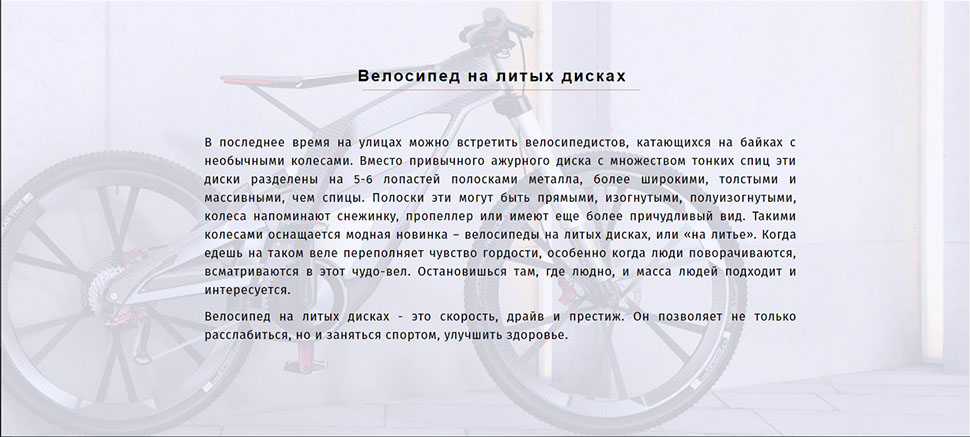 Велосипед на литых дисках
В последнее время на улицах можно встретить велосипедистов, катающихся на байках с
необычными колесами. Вместо привычного ажурного диска с множеством тонких спиц эти
диски разделены на 5-6 лопастей полосками металла, более широкими, толстыми и
массивными, чем спицы. Полоски эти могут быть прямыми, изогнутыми, полуизогнутыми,
колеса напоминают снежинку, пропеллер или имеют еще более причудливый вид. Такими
колесами оснащается модная новинка – велосипеды на литых дисках, или «на литье». Когда
едешь на таком веле переполняет чувство гордости, особенно когда люди поворачиваются,
всматриваются в этот чудо-вел. Остановишься там, где людно, и масса людей подходит и
интересуется.
Велосипед на литых дисках - это скорость, драйв и престиж. Он позволяет не только
расслабиться, но и заняться спортом, улучшить здоровье.